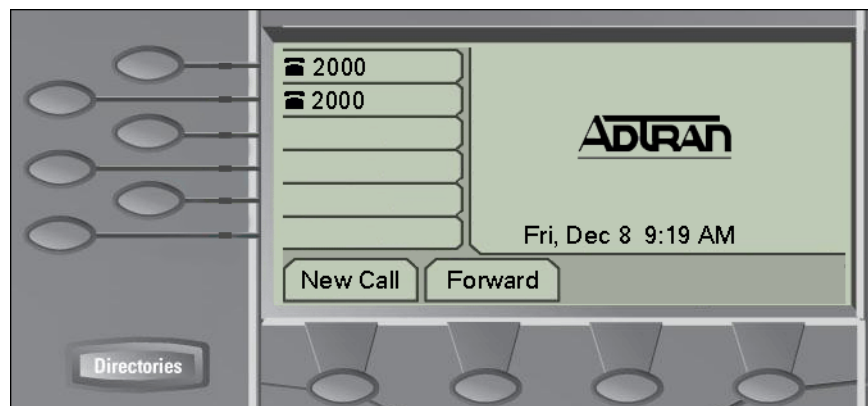 2000
2000
ADTRAN
Fri, Dec 8 9:19 AM
New Call
Forward
Directories